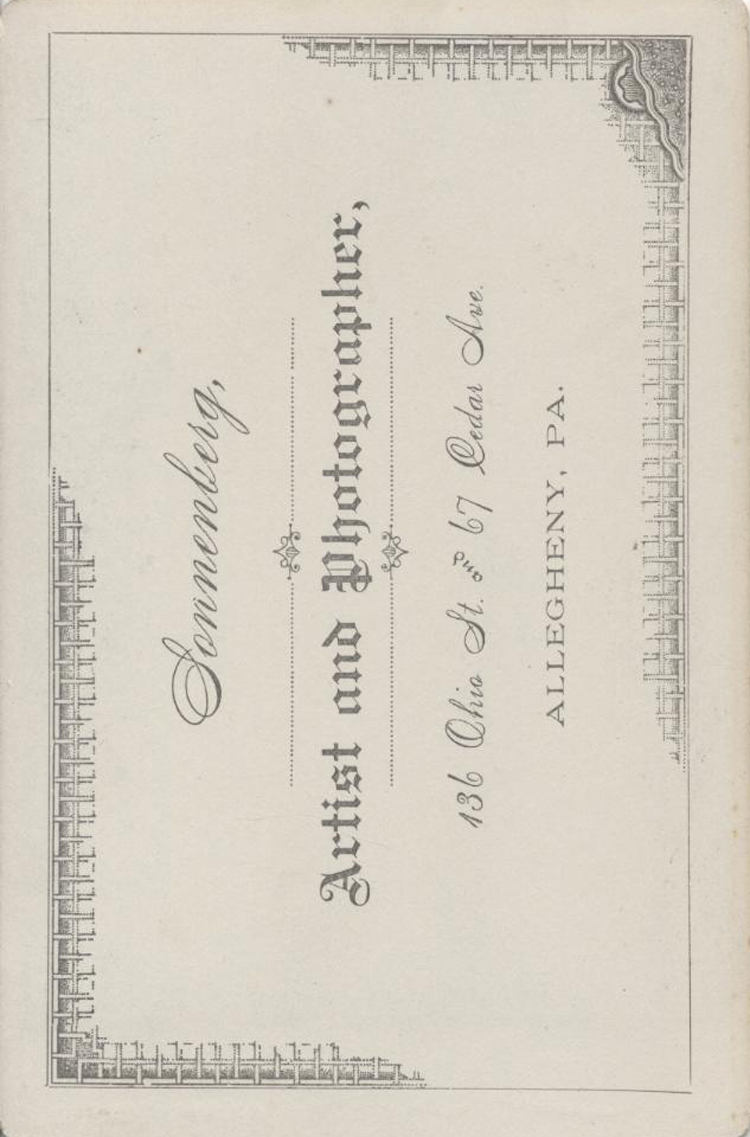 Sonnenberg,
Artist and Photographer,
136 Ohio St. and 67 Cedar Ave.
ALLEGHENY, PA.